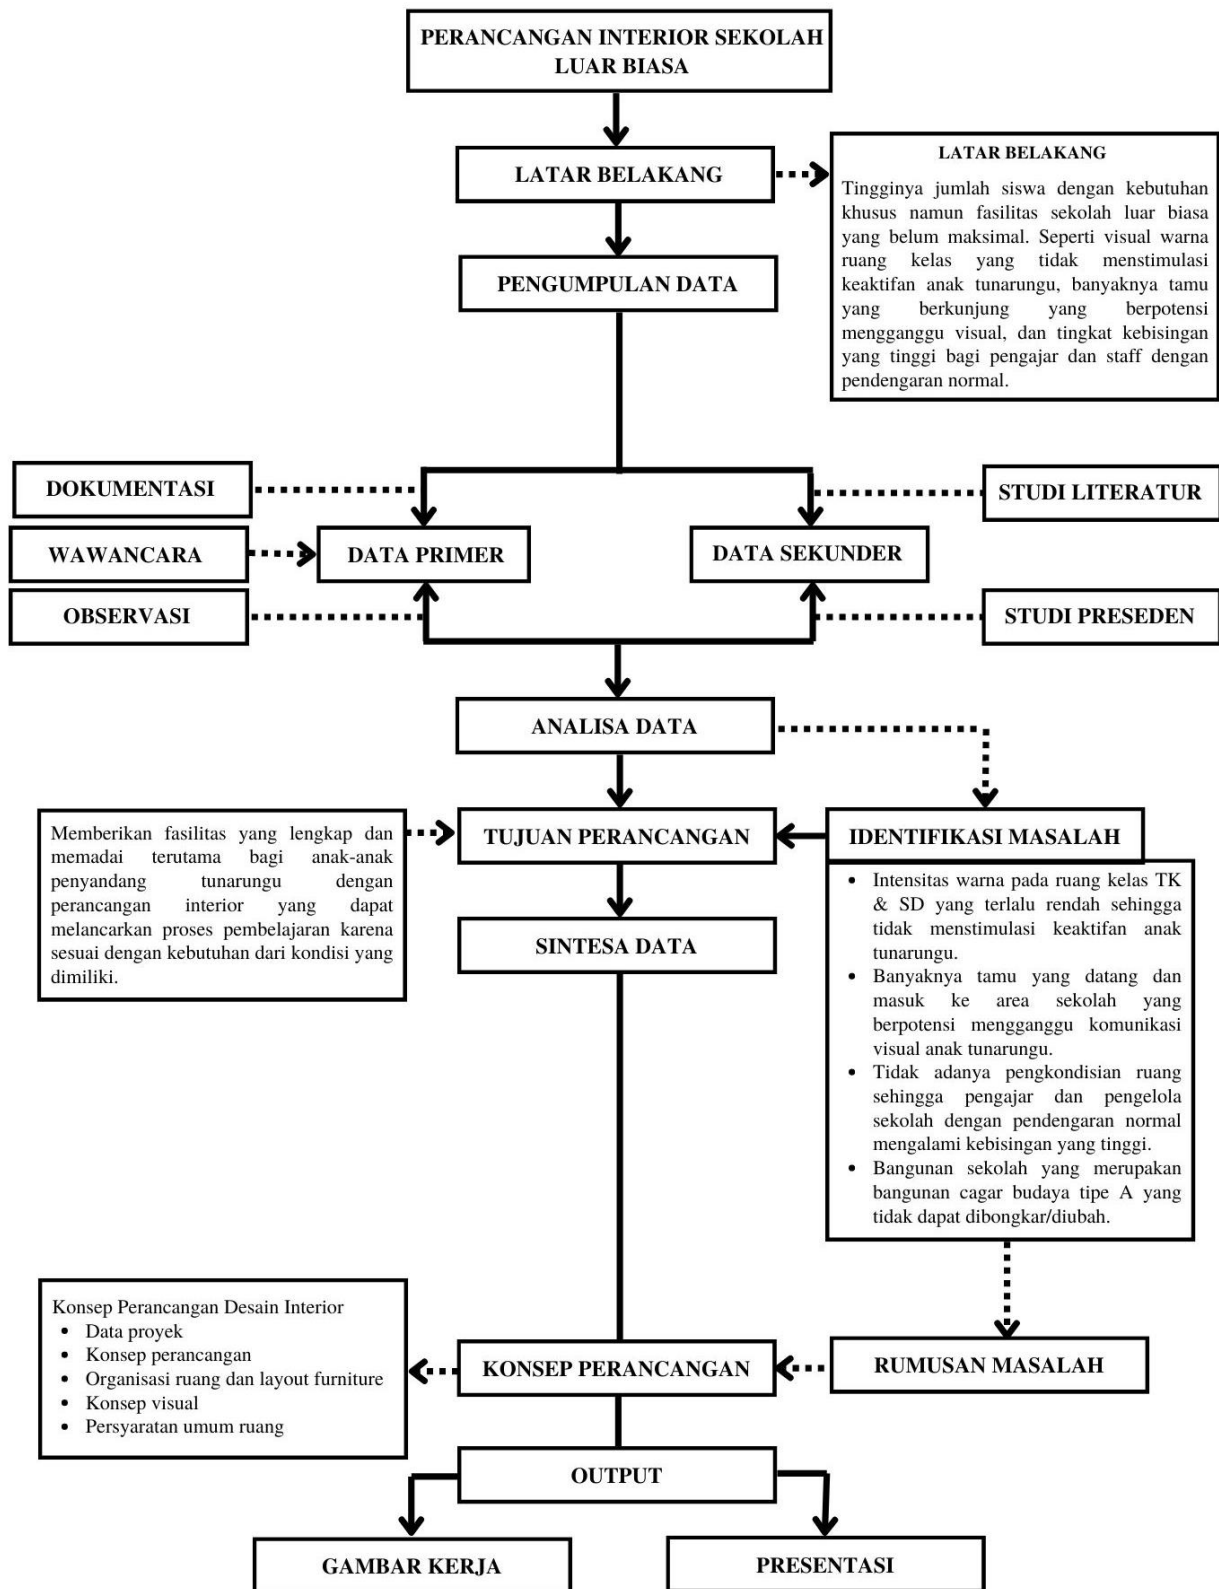 PERANCANGAN INTERIOR SEKOLAH
LUAR BIASA
LATAR BELAKANG
LATAR BELAKANG
Tingginya jumlah siswa dengan kebutuhan
khusus namun fasilitas sekolah luar biasa
yang belum maksimal. Seperti visual warna
ruang kelas yang tidak menstimulasi
keaktifan anak tunarungu, banyaknya tamu
yang berkunjung yang berpotensi
mengganggu visual, dan tingkat kebisingan
yang tinggi bagi pengajar dan staff dengan
pendengaran normal.
PENGUMPULAN DATA
DOKUMENTASI
WAWANCARA
OBSERVASI
DATA PRIMER
DATA SEKUNDER
STUDI LITERATUR
STUDI PRESEDEN
ANALISA DATA
Memberikan fasilitas yang lengkap dan
memadai terutama bagi anak-anak
penyandang tunarungu dengan
perancangan interior yang dapat
melancarkan proses pembelajaran karena
sesuai dengan kebutuhan dari kondisi yang
dimiliki.
TUJUAN PERANCANGAN
IDENTIFIKASI MASALAH
• Intensitas warna pada ruang kelas TK
& SD yang terlalu rendah sehingga
tidak menstimulasi keaktifan anak
tunarungu.
• Banyaknya tamu yang datang dan
masuk ke area sekolah yang
berpotensi mengganggu komunikasi
visual anak tunarungu.
• Tidak adanya pengkondisian ruang
sehingga pengajar dan pengelola
sekolah dengan pendengaran normal
mengalami kebisingan yang tinggi.
• Bangunan sekolah yang merupakan
bangunan cagar budaya tipe A yang
tidak dapat dibongkar/diubah.
SINTESA DATA
Konsep Perancangan Desain Interior
• Data proyek
• Konsep perancangan
• Organisasi ruang dan layout furniture
• Konsep visual
• Persyaratan umum ruang
KONSEP PERANCANGAN
RUMUSAN MASALAH
OUTPUT
GAMBAR KERJA
PRESENTASI